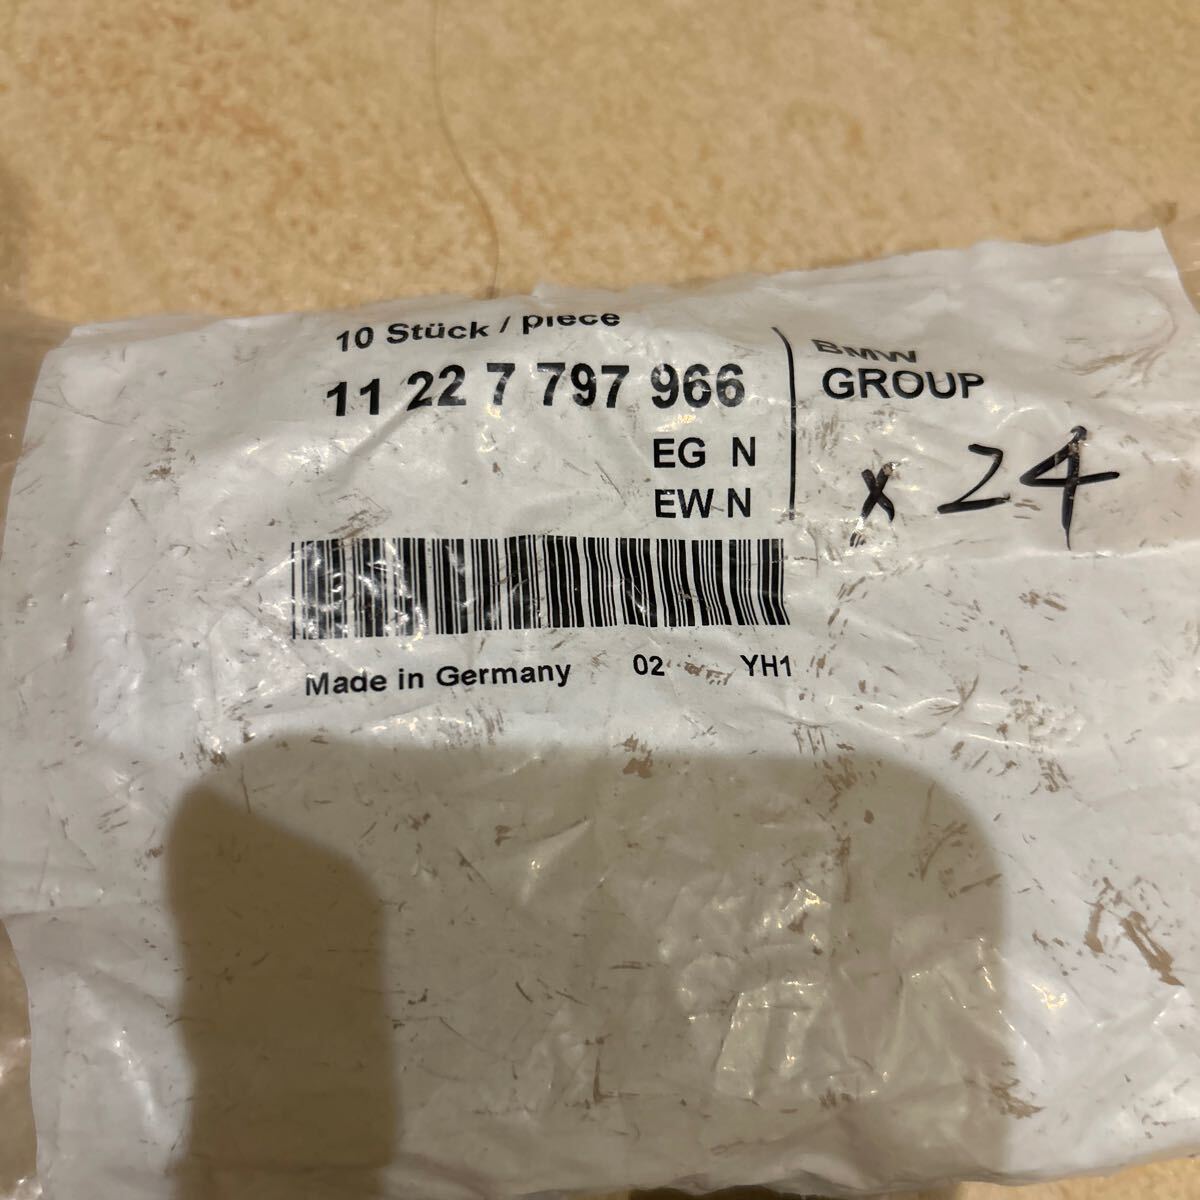 10 Stück / piece
11 22 7 797 966
EG N
EW N
BMW
GROUP
x 24
Made in Germany 02 YH1